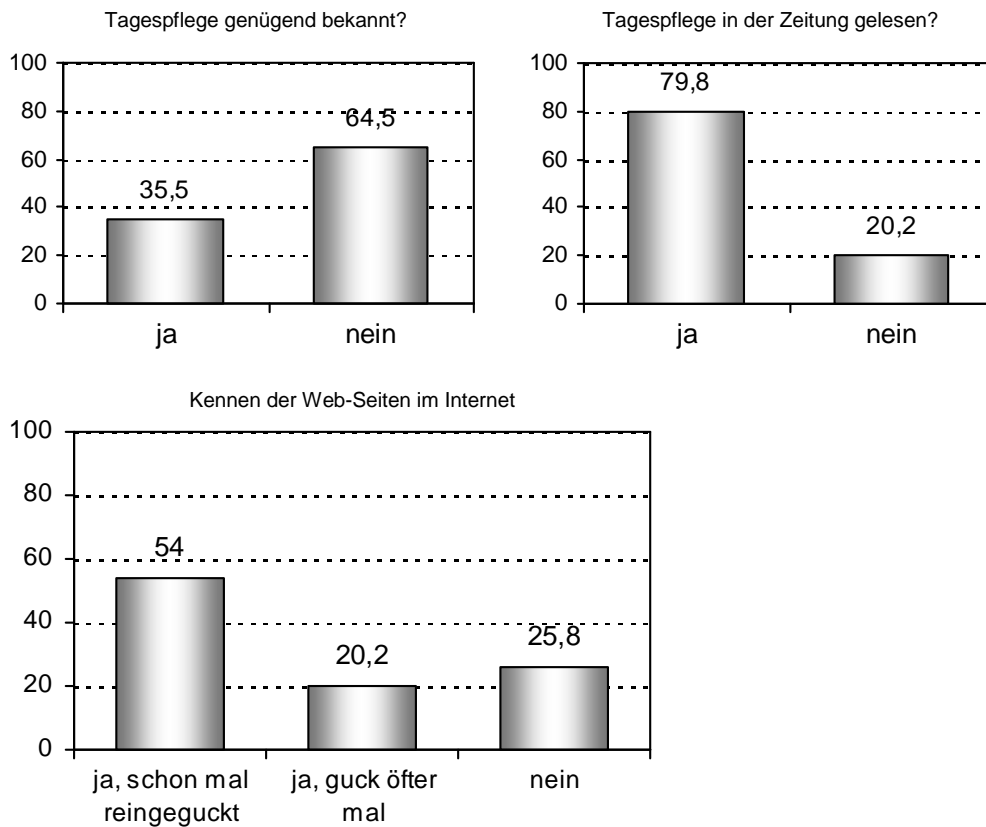 Tagespflege genügend bekannt?
100
80
60
40
20
0
35,5
64,5
ja
nein
Tagespflege in der Zeitung gelesen?
100
80
60
40
20
0
79,8
20,2
ja
nein
Kennen der Web-Seiten im Internet
100
80
60
40
20
0
54
20,2
25,8
ja, schon mal
reingeguckt
ja, guck öfter
mal
nein